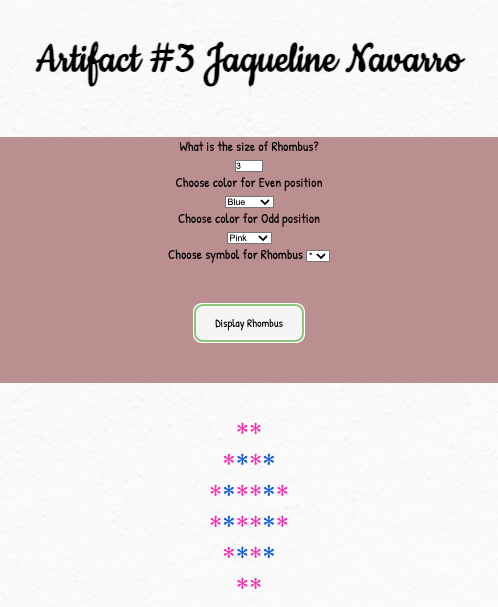 Artifact #3 Jaqueline Navarro
What is the size of Rhombus?
3
Choose color for Even position
Blue
Choose color for Odd position
Pink
Choose symbol for Rhombus *
Display Rhombus
**
****
******
******
****
**